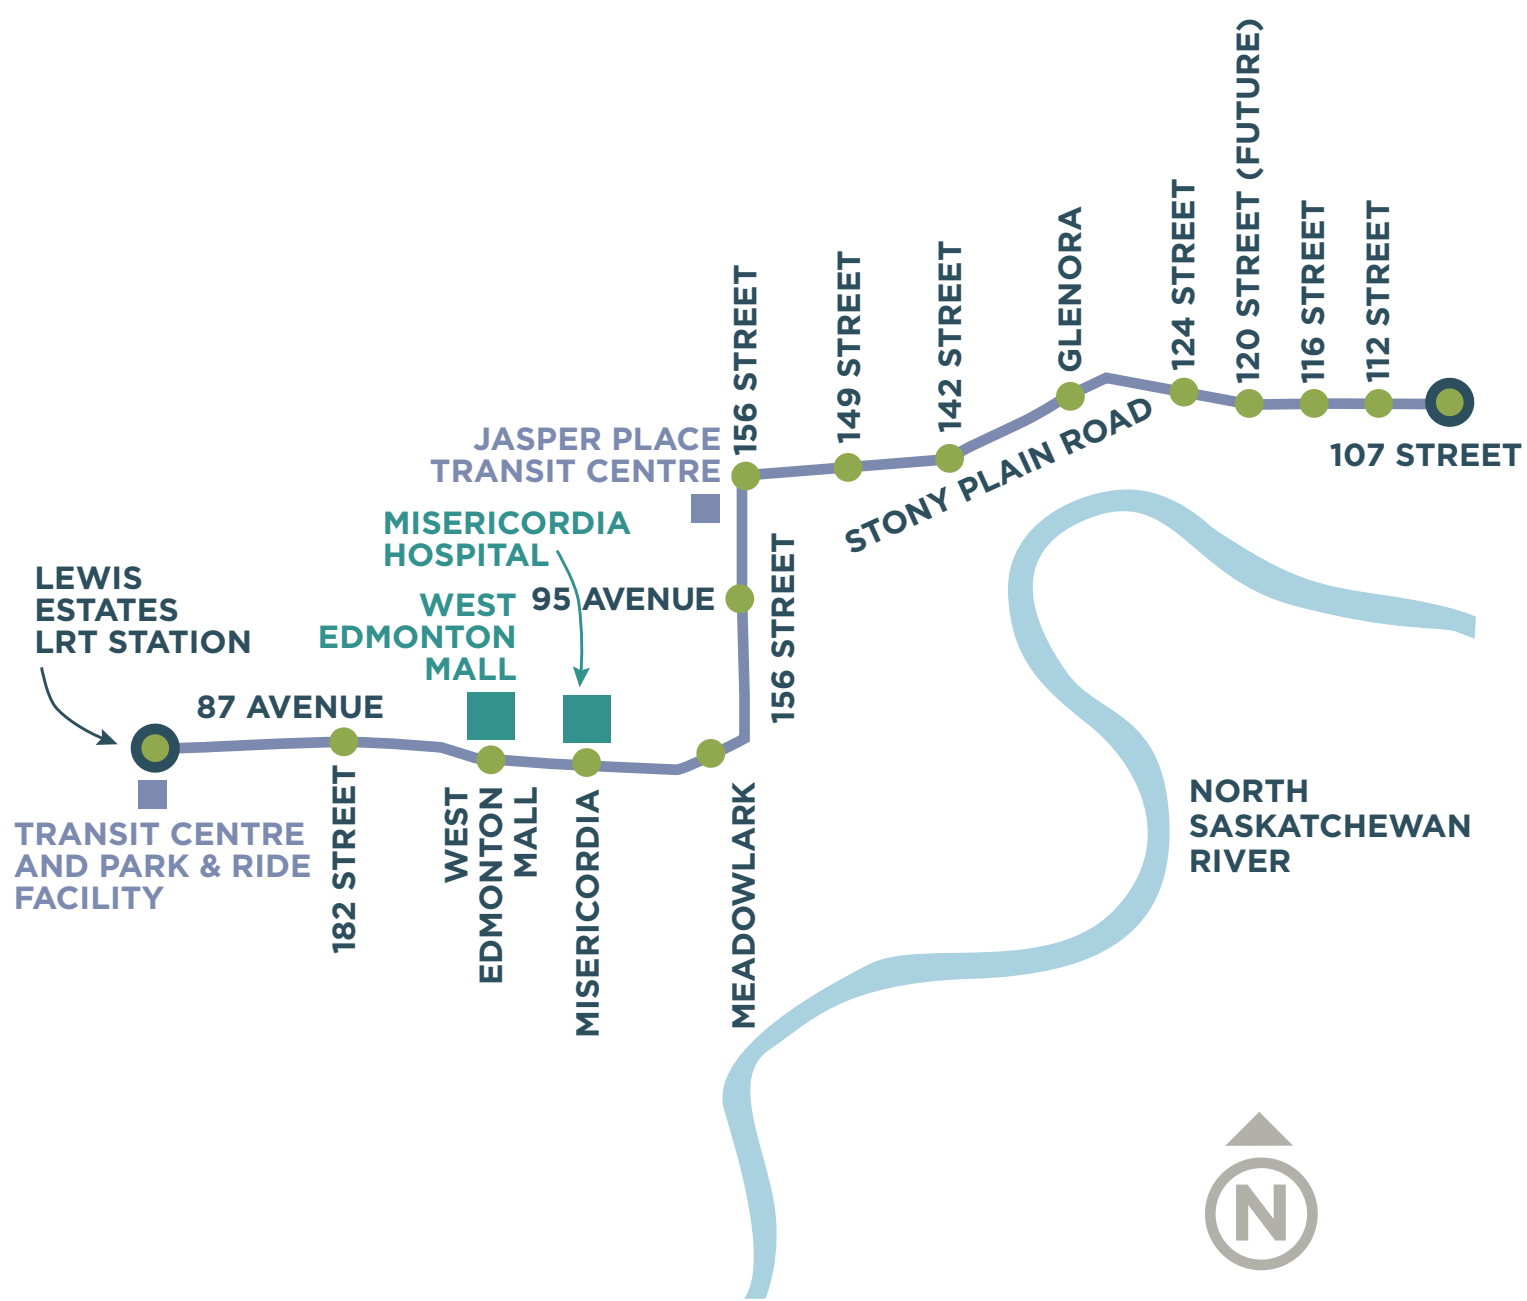 120 STREET (FUTURE)
124 STREET
116 STREET
112 STREET
GLENORA
142 STREET
149 STREET
156 STREET
107 STREET
STONY PLAIN ROAD
JASPER PLACE
TRANSIT CENTRE
MISERICORDIA
HOSPITAL
156 STREET
95 AVENUE
WEST
EDMONTON
MALL
LEWIS
ESTATES
LRT STATION
87 AVENUE
TRANSIT CENTRE
AND PARK & RIDE
FACILITY
182 STREET
WEST
EDMONTON
MALL
MISERICORDIA
MEADOWLARK
NORTH
SASKATCHEWAN
RIVER
N